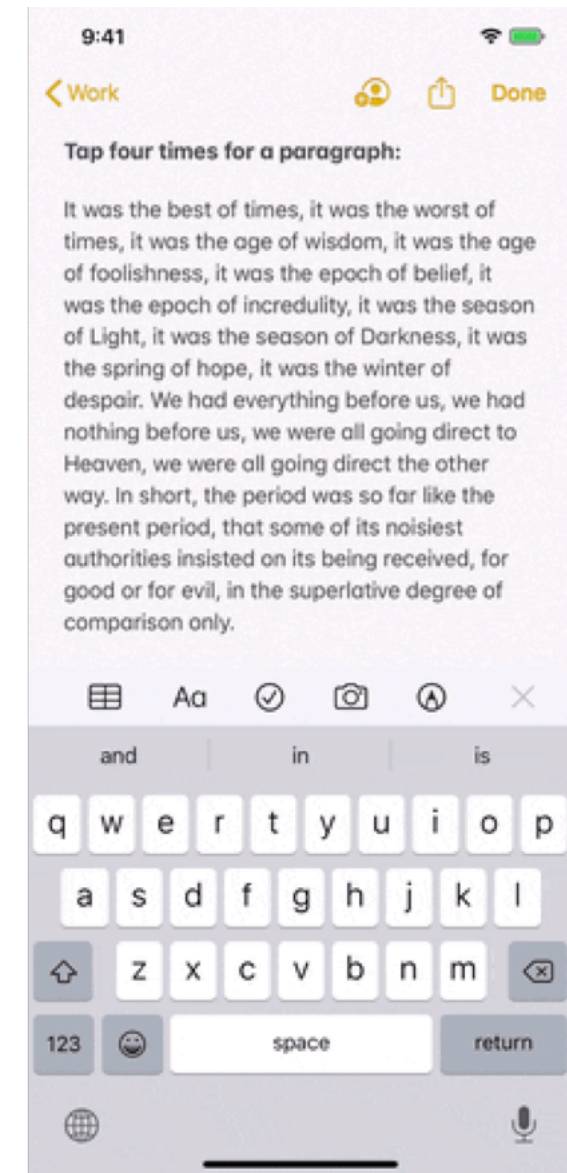 9:41
Work
Done
Tap four times for a paragraph:
It was the best of times, it was the worst of
times, it was the age of wisdom, it was the age
of foolishness, it was the epoch of belief, it
was the epoch of incredulity, it was the season
of Light, it was the season of Darkness, it was
the spring of hope, it was the winter of
despair. We had everything before us, we had
nothing before us, we were all going direct to
Heaven, we were all going direct the other
way. In short, the period was so far like the
present period, that some of its noisiest
authorities insisted on its being received, for
good or for evil, in the superlative degree of
comparison only.
Aa
and in is
q w e r t y u i o p
a s d f g h j k l
z x c v b n m
123 space return